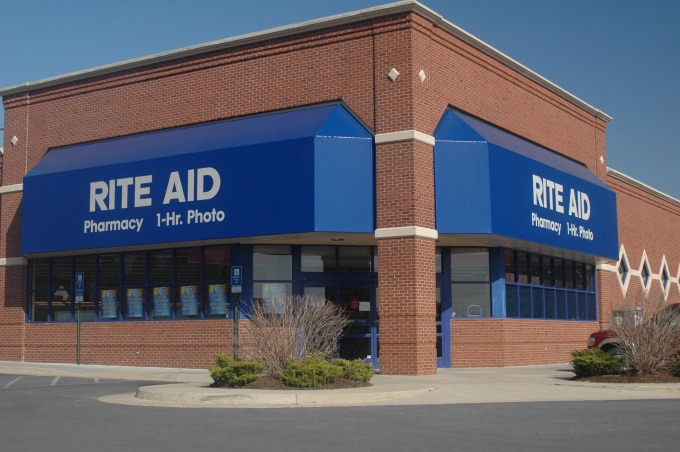 RITE AID
Pharmacy 1-Hr. Photo
RITE AID
Pharmacy 1-Hr. Photo